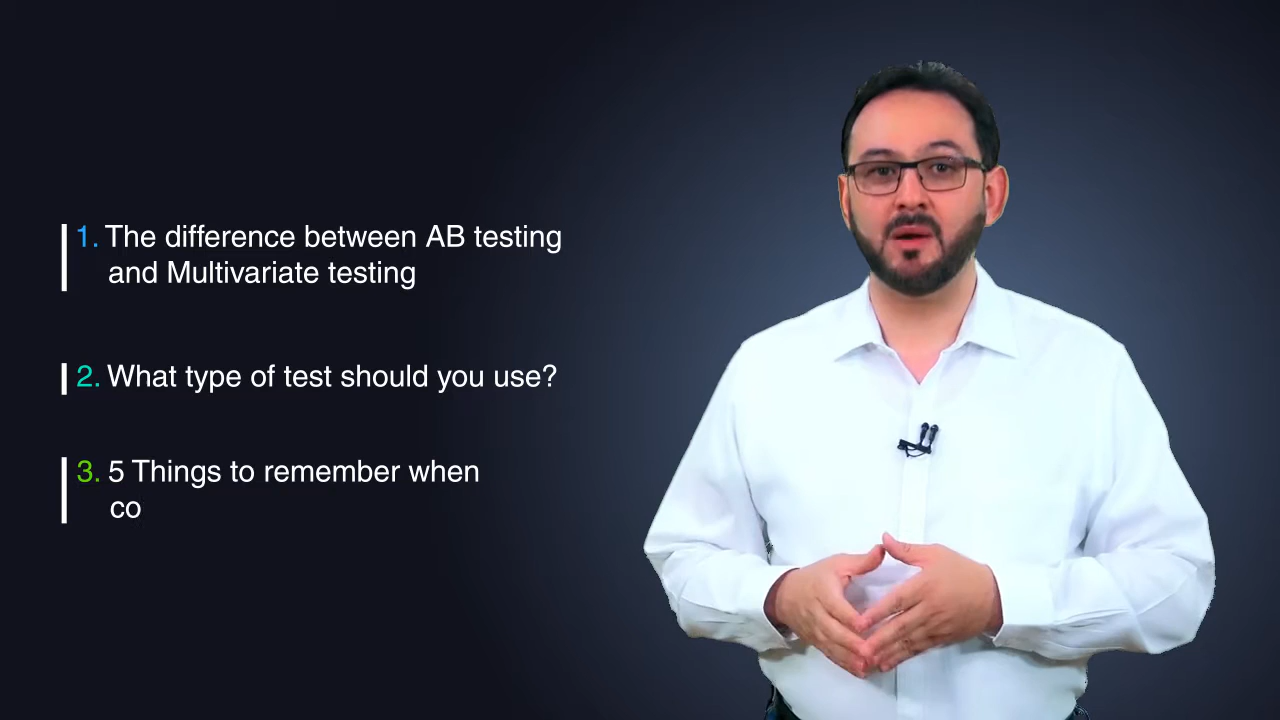 1. The difference between AB testing
and Multivariate testing
2. What type of test should you use?
3. 5 Things to remember when
co